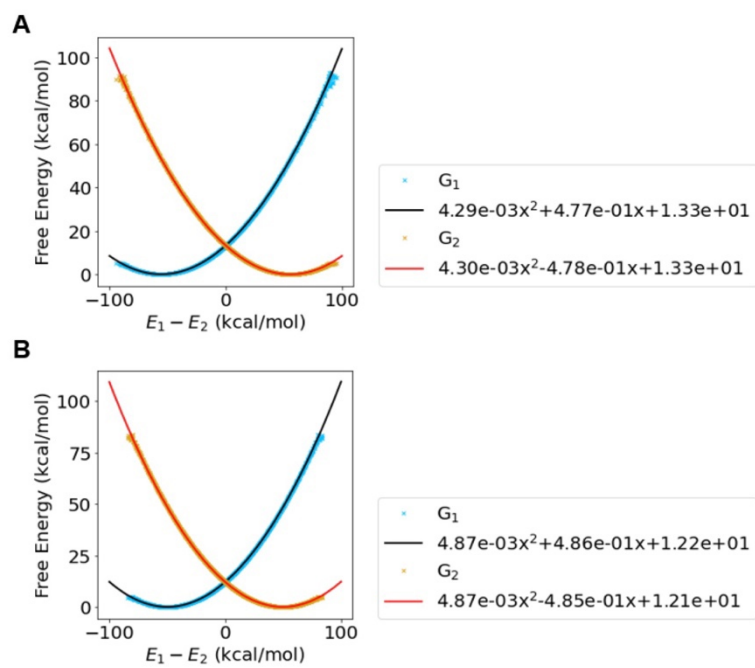 A
100
80
60
40
20
0
Free Energy (kcal/mol)
−100 0 100
E₁ − E₂ (kcal/mol)
G₁
4.29e-03x²+4.77e-01x+1.33e+01
G₂
4.30e-03x²-4.78e-01x+1.33e+01
B
100
75
50
25
0
Free Energy (kcal/mol)
−100 0 100
E₁ − E₂ (kcal/mol)
G₁
4.87e-03x²+4.86e-01x+1.22e+01
G₂
4.87e-03x²-4.85e-01x+1.21e+01